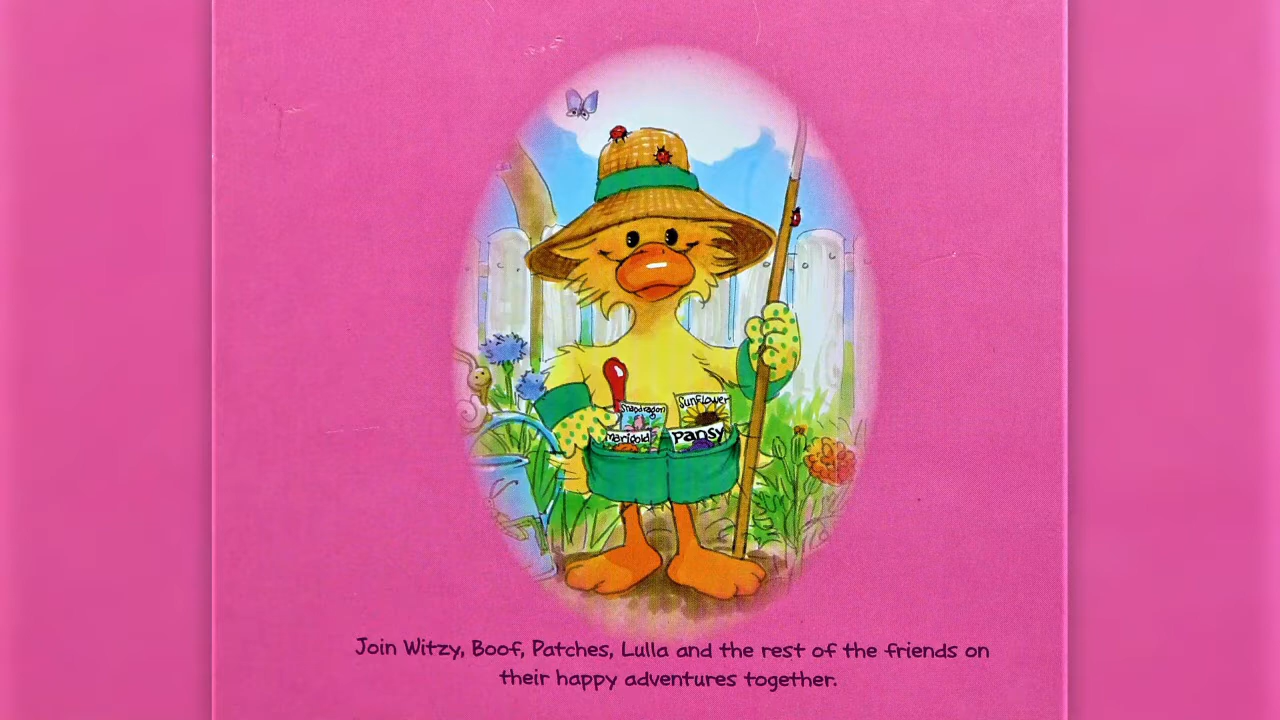 Snapdragon
Sunflower
Marigold
Pansy
Join Witzy, Boof, Patches, Lulla and the rest of the friends on
their happy adventures together.